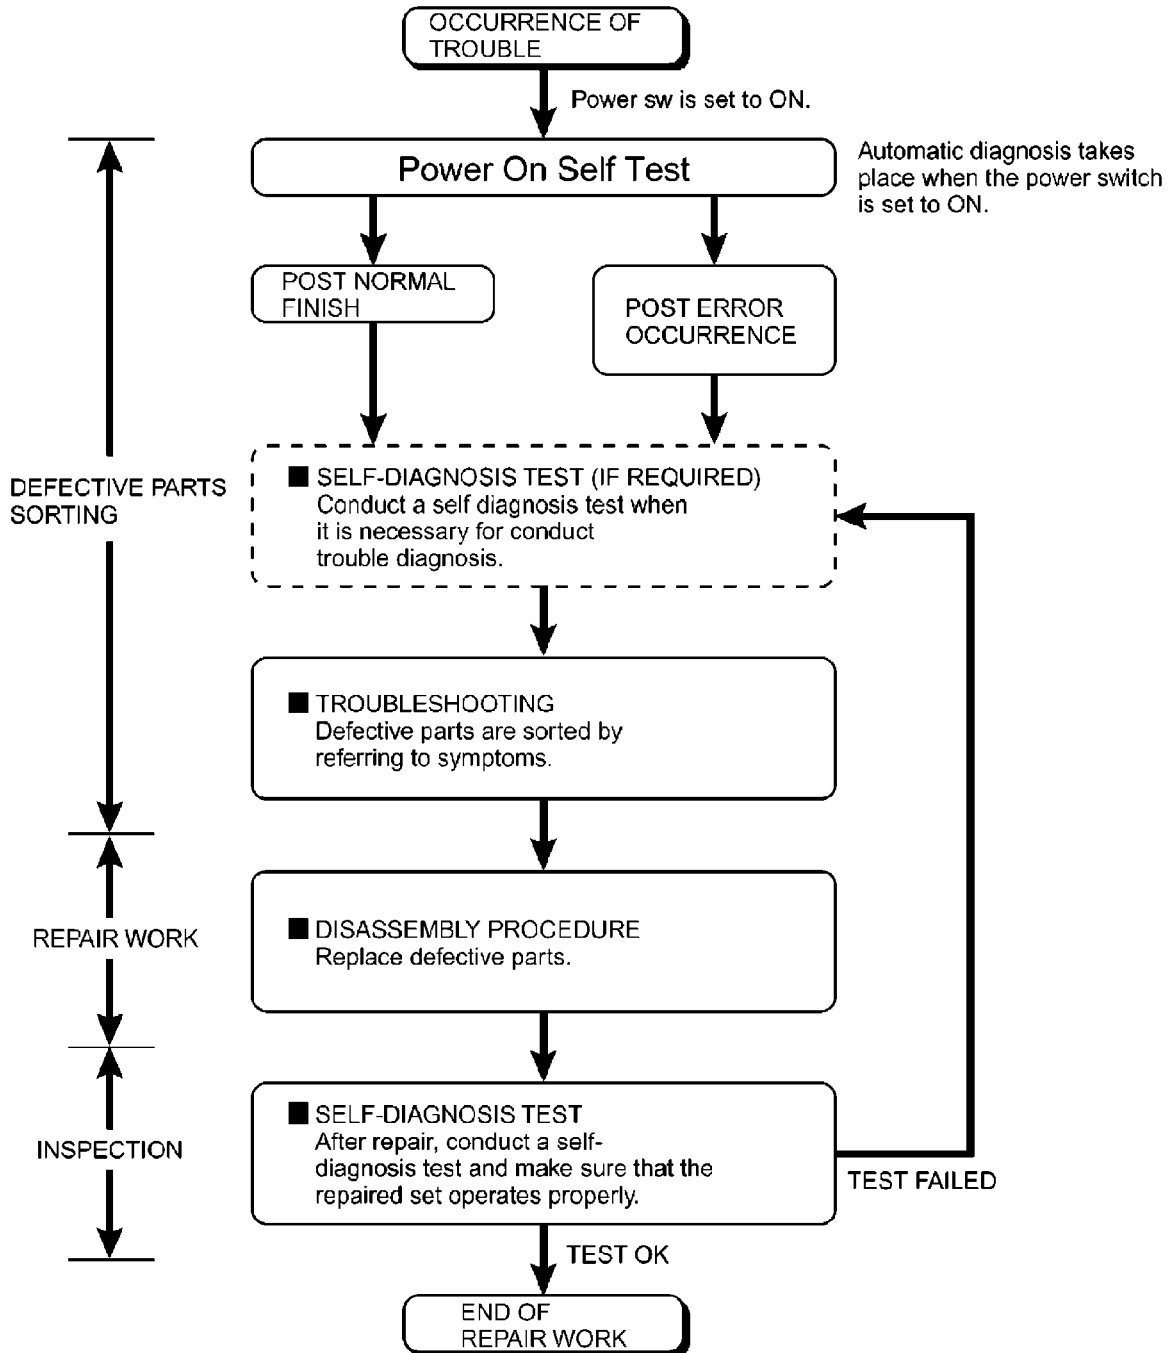 OCCURRENCE OF
TROUBLE
Power sw is set to ON.
Power On Self Test
Automatic diagnosis takes
place when the power switch
is set to ON.
POST NORMAL
FINISH
POST ERROR
OCCURRENCE
DEFECTIVE PARTS
SORTING
SELF-DIAGNOSIS TEST (IF REQUIRED)
Conduct a self diagnosis test when
it is necessary for conduct
trouble diagnosis.
TROUBLESHOOTING
Defective parts are sorted by
referring to symptoms.
REPAIR WORK
DISASSEMBLY PROCEDURE
Replace defective parts.
INSPECTION
SELF-DIAGNOSIS TEST
After repair, conduct a self-
diagnosis test and make sure that the
repaired set operates properly.
TEST FAILED
TEST OK
END OF
REPAIR WORK